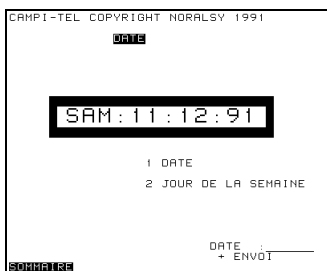 CAMPI-TEL COPYRIGHT NORALSY 1991
DATE
SAM:11:12:91
1 DATE
2 JOUR DE LA SEMAINE
DATE :_______
+ ENVOI
SOMMAIRE